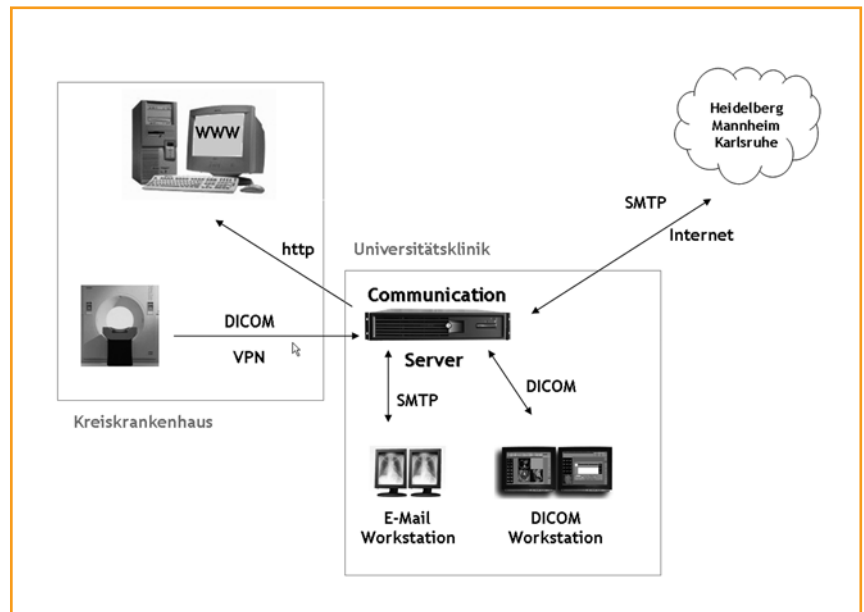 WWW
Heidelberg
Mannheim
Karlsruhe
SMTP
Internet
http
Universitätsklinik
Communication
Server
DICOM
VPN
Kreiskrankenhaus
SMTP
DICOM
E-Mail
Workstation
DICOM
Workstation